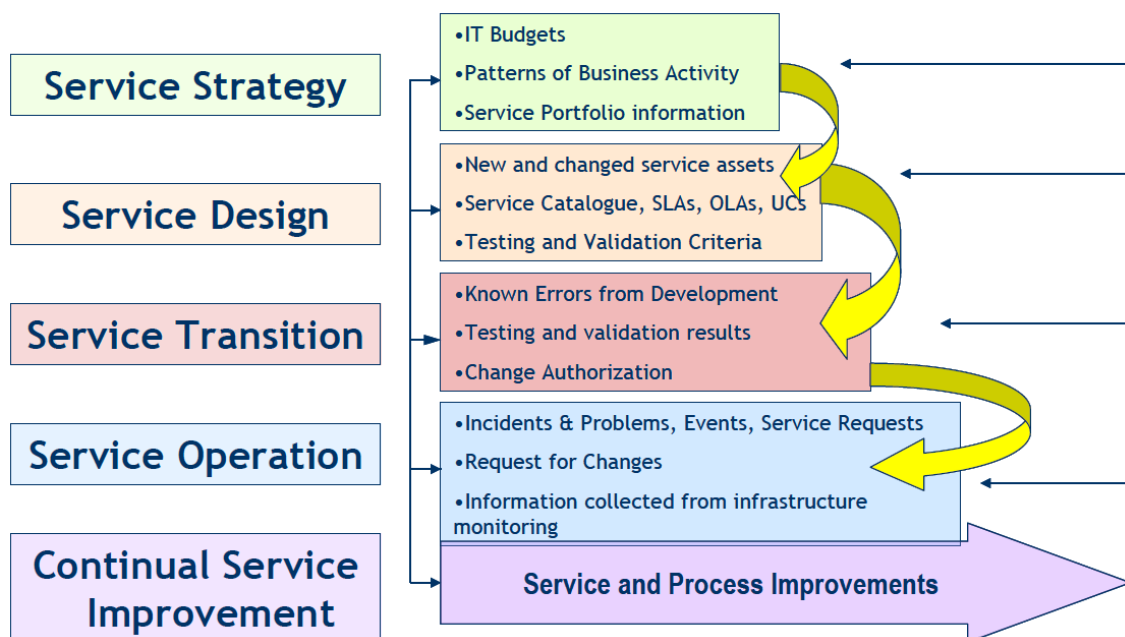 Service Strategy
•IT Budgets
•Patterns of Business Activity
•Service Portfolio information
Service Design
•New and changed service assets
•Service Catalogue, SLAs, OLAs, UCs
•Testing and Validation Criteria
Service Transition
•Known Errors from Development
•Testing and validation results
•Change Authorization
Service Operation
•Incidents & Problems, Events, Service Requests
•Request for Changes
•Information collected from infrastructure
monitoring
Continual Service
Improvement
Service and Process Improvements